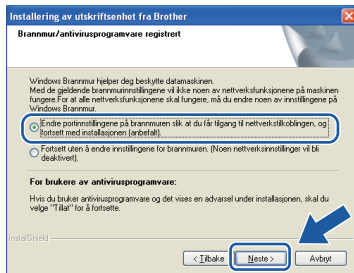 Installering av utskriftsenhet fra Brother
Brannmur/antivirusprogramvare registrert
Windows Brannmur hjelper deg beskytte datamaskinen.
Med de gjeldende brannmurinnstillingene vil ikke noen av nettverksfunksjonene på maskinen
fungere.For at alle nettverksfunksjonene skal fungere, må du endre noen av innstillingene på
Windows Brannmur.
Endre portinnstillingene på brannmuren slik at du får tilgang til nettverkstilkoblingen, og
fortsett med installasjonen (anbefalt).
Fortsett uten å endre innstillingene for brannmuren. (Noen nettverksinnstillinger vil bli
deaktivert).
For brukere av antivirusprogramvare:
Hvis du bruker antivirusprogramvare og det vises en advarsel under installasjonen, skal du
velge "Tillat" for å fortsette.
InstallShield
< Tilbake Neste > Avbryt